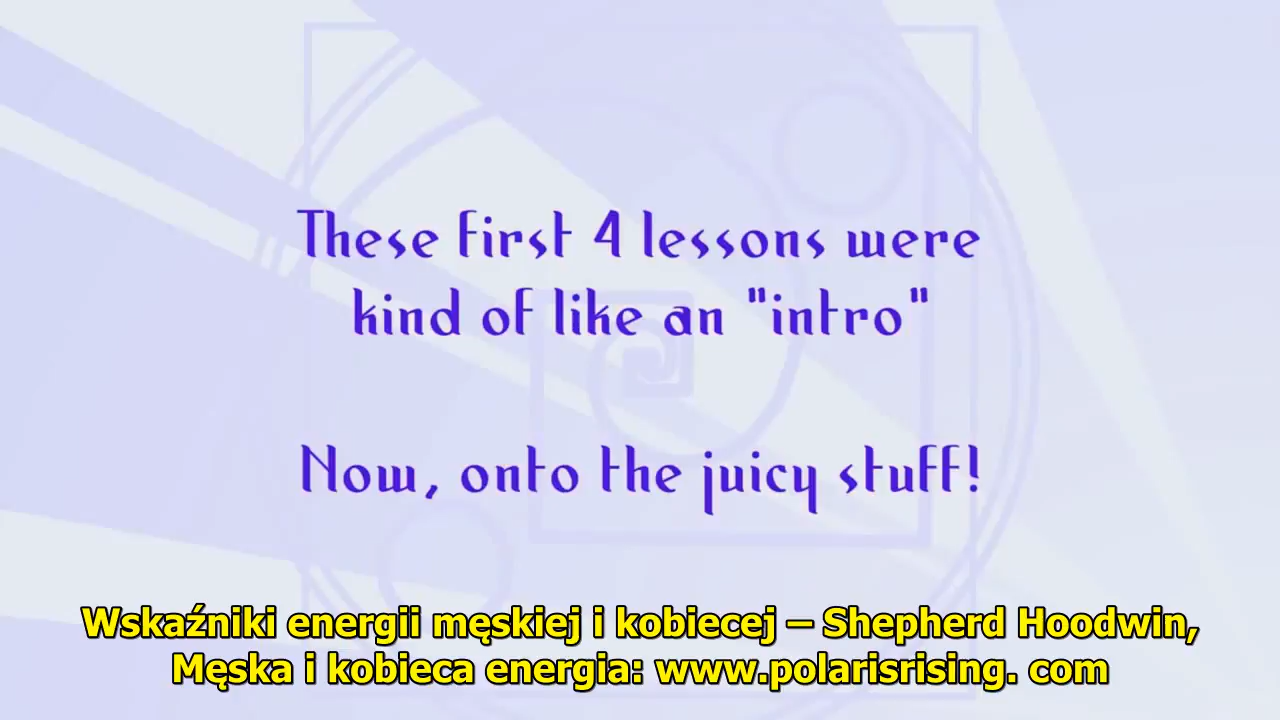 These first 4 lessons were
kind of like an "intro"
Now, onto the juicy stuff!
Wskaźniki energii męskiej i kobiecej – Shepherd Hoodwin,
Męska i kobieca energia: www.polarisrising. com